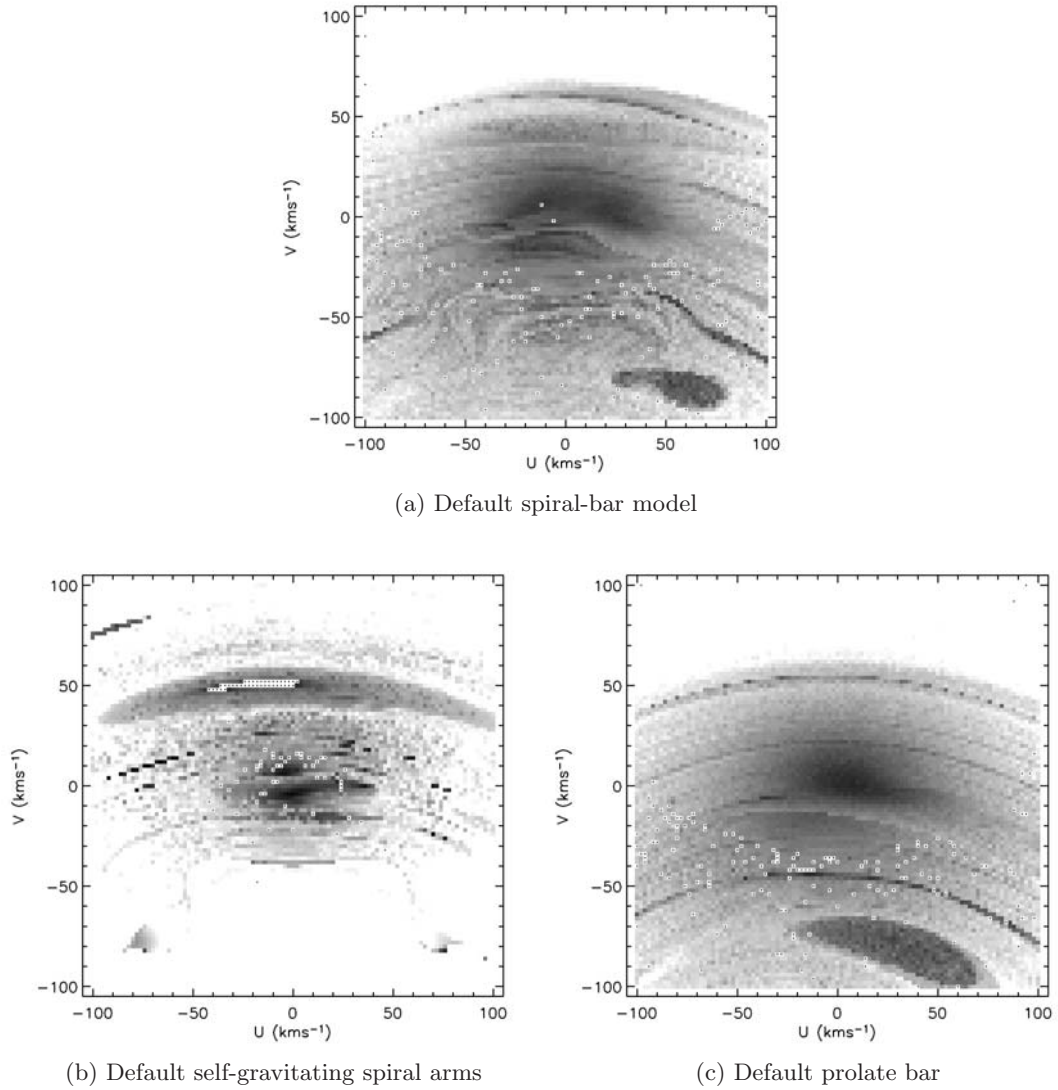 100
50
0
−50
−100
V (kms⁻¹)
−100 −50 0 50 100
U (kms⁻¹)
(a) Default spiral-bar model
100
50
0
−50
−100
V (kms⁻¹)
−100 −50 0 50 100
U (kms⁻¹)
(b) Default self-gravitating spiral arms
100
50
0
−50
−100
V (kms⁻¹)
−100 −50 0 50 100
U (kms⁻¹)
(c) Default prolate bar